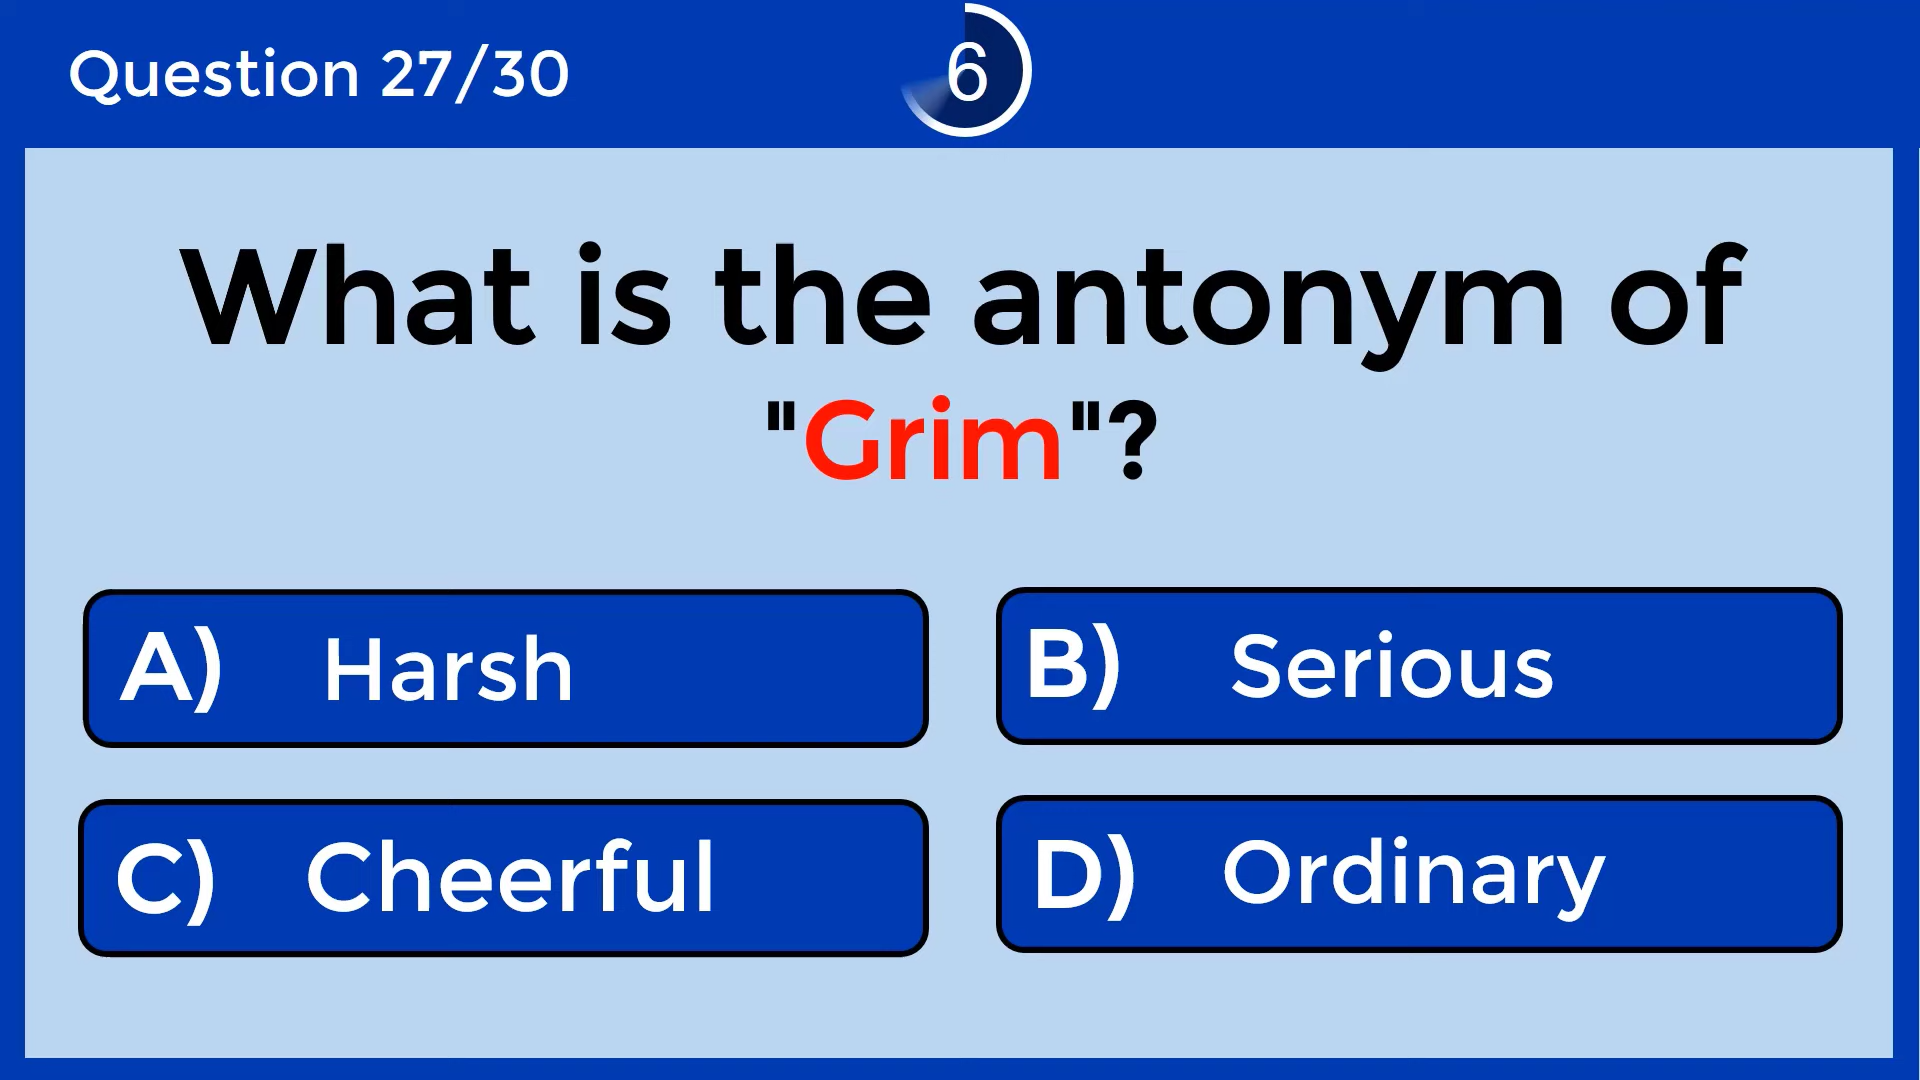 Question 27/30
6
What is the antonym of
"Grim"?
A) Harsh
B) Serious
C) Cheerful
D) Ordinary